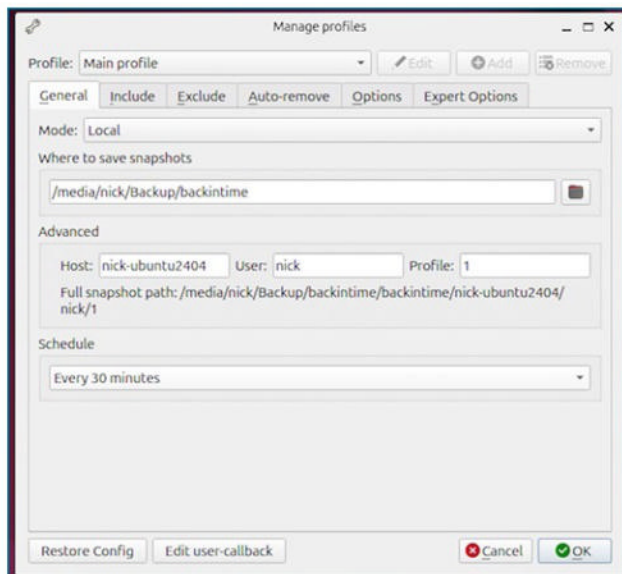 Manage profiles
Profile: Main profile Edit Add Remove
General Include Exclude Auto-remove Options Expert Options
Mode: Local
Where to save snapshots
/media/nick/Backup/backintime
Advanced
Host: nick-ubuntu2404 User: nick Profile: 1
Full snapshot path: /media/nick/Backup/backintime/backintime/nick-ubuntu2404/
nick/1
Schedule
Every 30 minutes
Restore Config Edit user-callback Cancel OK